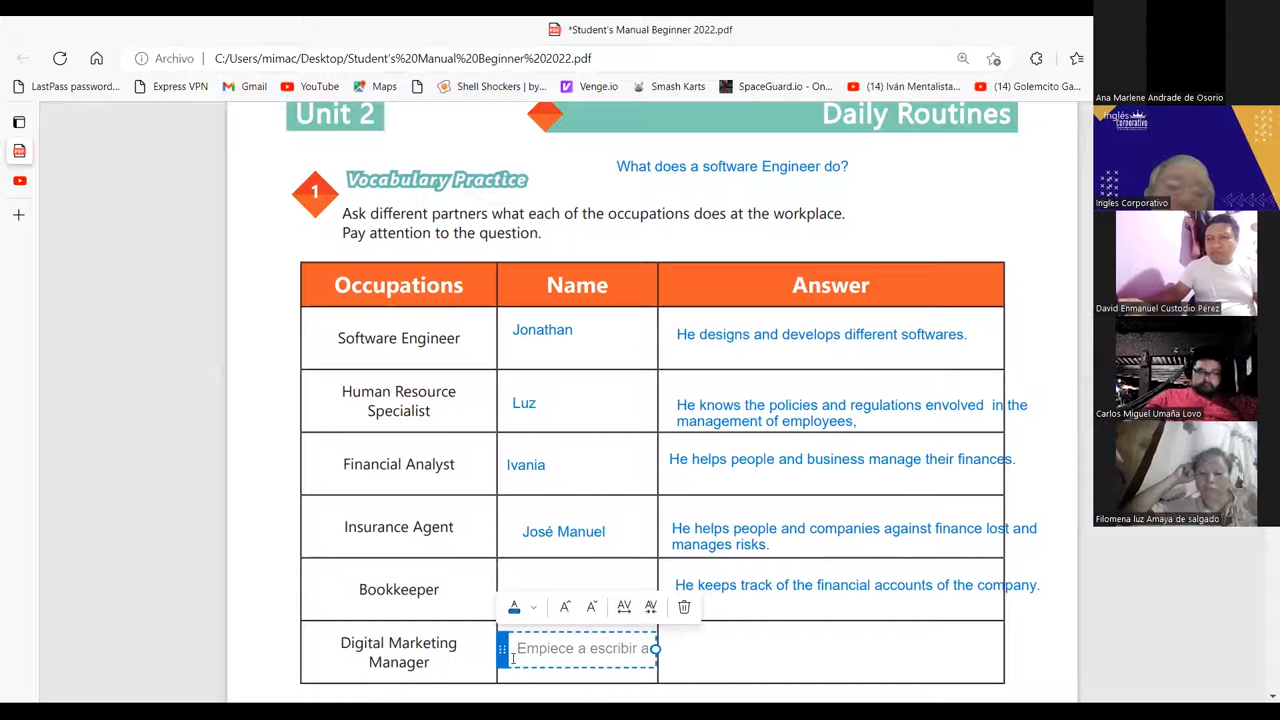 *Student's Manual Beginner 2022.pdf
Archivo C:/Users/mimac/Desktop/Student's%20Manual%20Beginner%202022.pdf
LastPass password... Express VPN Gmail YouTube Maps Shell Shockers | by... Venge.io Smash Karts SpaceGuard.io - On... (14) Iván Mentalista... (14) Golemcito Gam...
Unit 2 Daily Routines
What does a software Engineer do?
1 Vocabulary Practice
Ask different partners what each of the occupations does at the workplace.
Pay attention to the question.
Occupations Name Answer
Software Engineer Jonathan He designs and develops different softwares.
Human Resource
Specialist
Luz
He knows the policies and regulations envolved in the
management of employees,
Financial Analyst Ivania He helps people and business manage their finances.
Insurance Agent José Manuel He helps people and companies against finance lost and
manages risks.
Bookkeeper He keeps track of the financial accounts of the company.
A AV AV
Digital Marketing
Manager
Empiece a escribir a
Ana Marlene Andrade de Osorio
Inglés
Corporativo
Ingles Corporativo
David Enmanuel Custodio Pérez
Carlos Miguel Umaña Lovo
Filomena luz Amaya de salgado